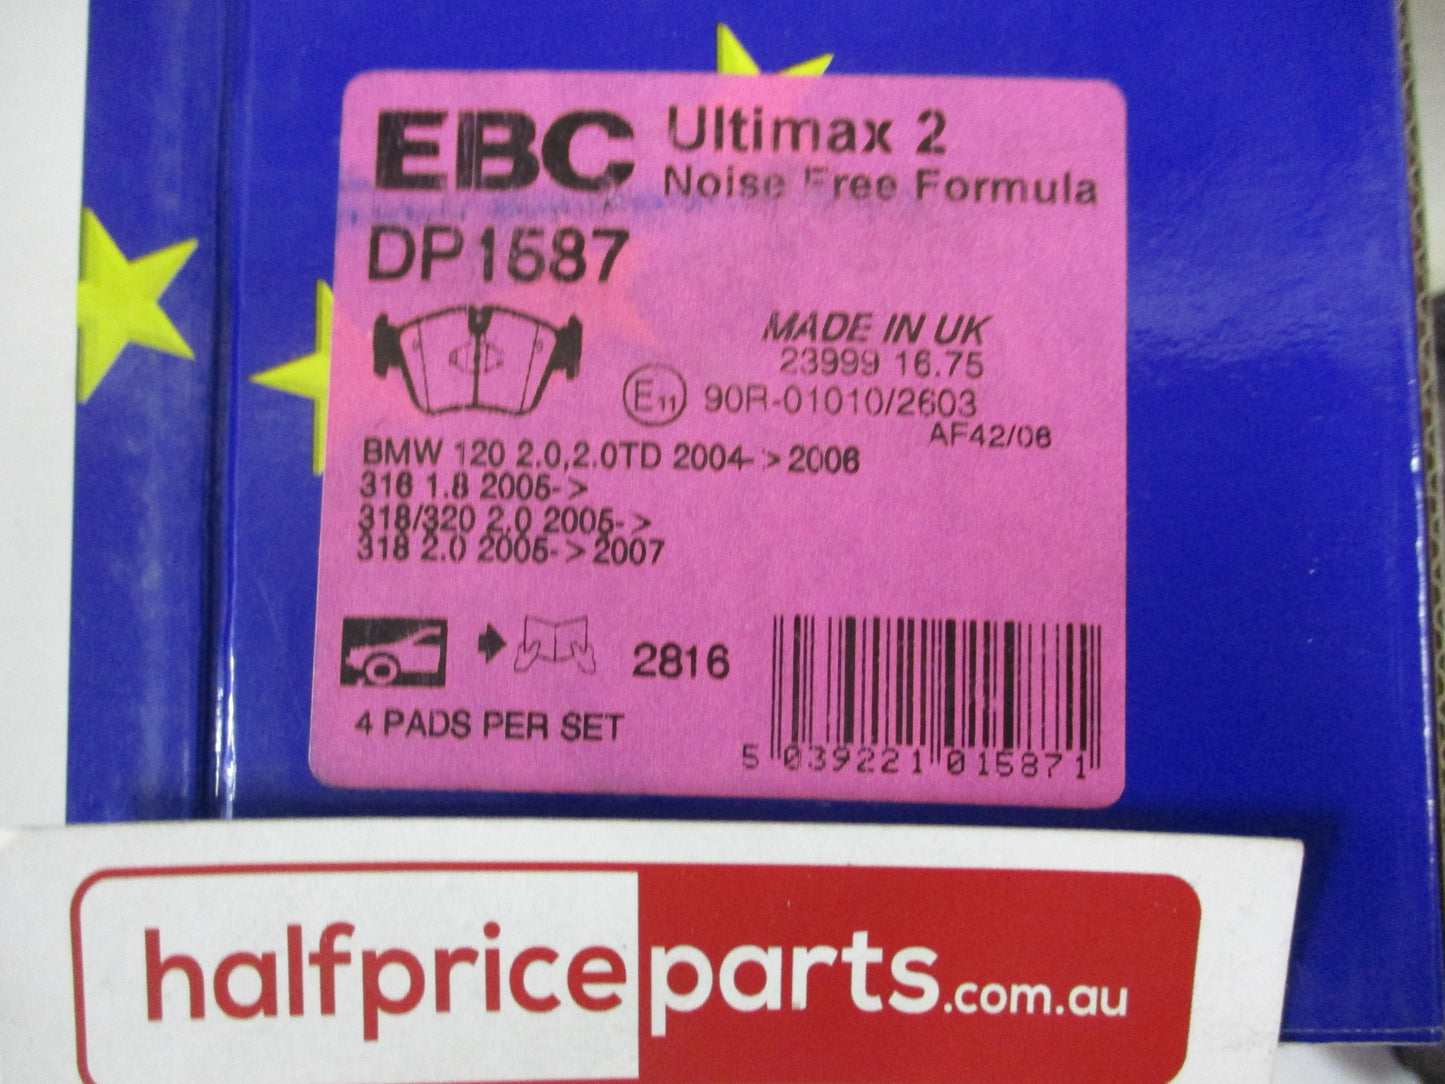 EBC
Ultimax 2
Noise Free Formula
DP1587
MADE IN UK
23999 16.75
E11 90R-01010/2603
AF42/06
BMW 120 2.0,2.0TD 2004->2006
316 1.8 2005->
318/320 2.0 2005->
318 2.0 2005->2007
2816
4 PADS PER SET
5 039221 015871
halfpriceparts.com.au